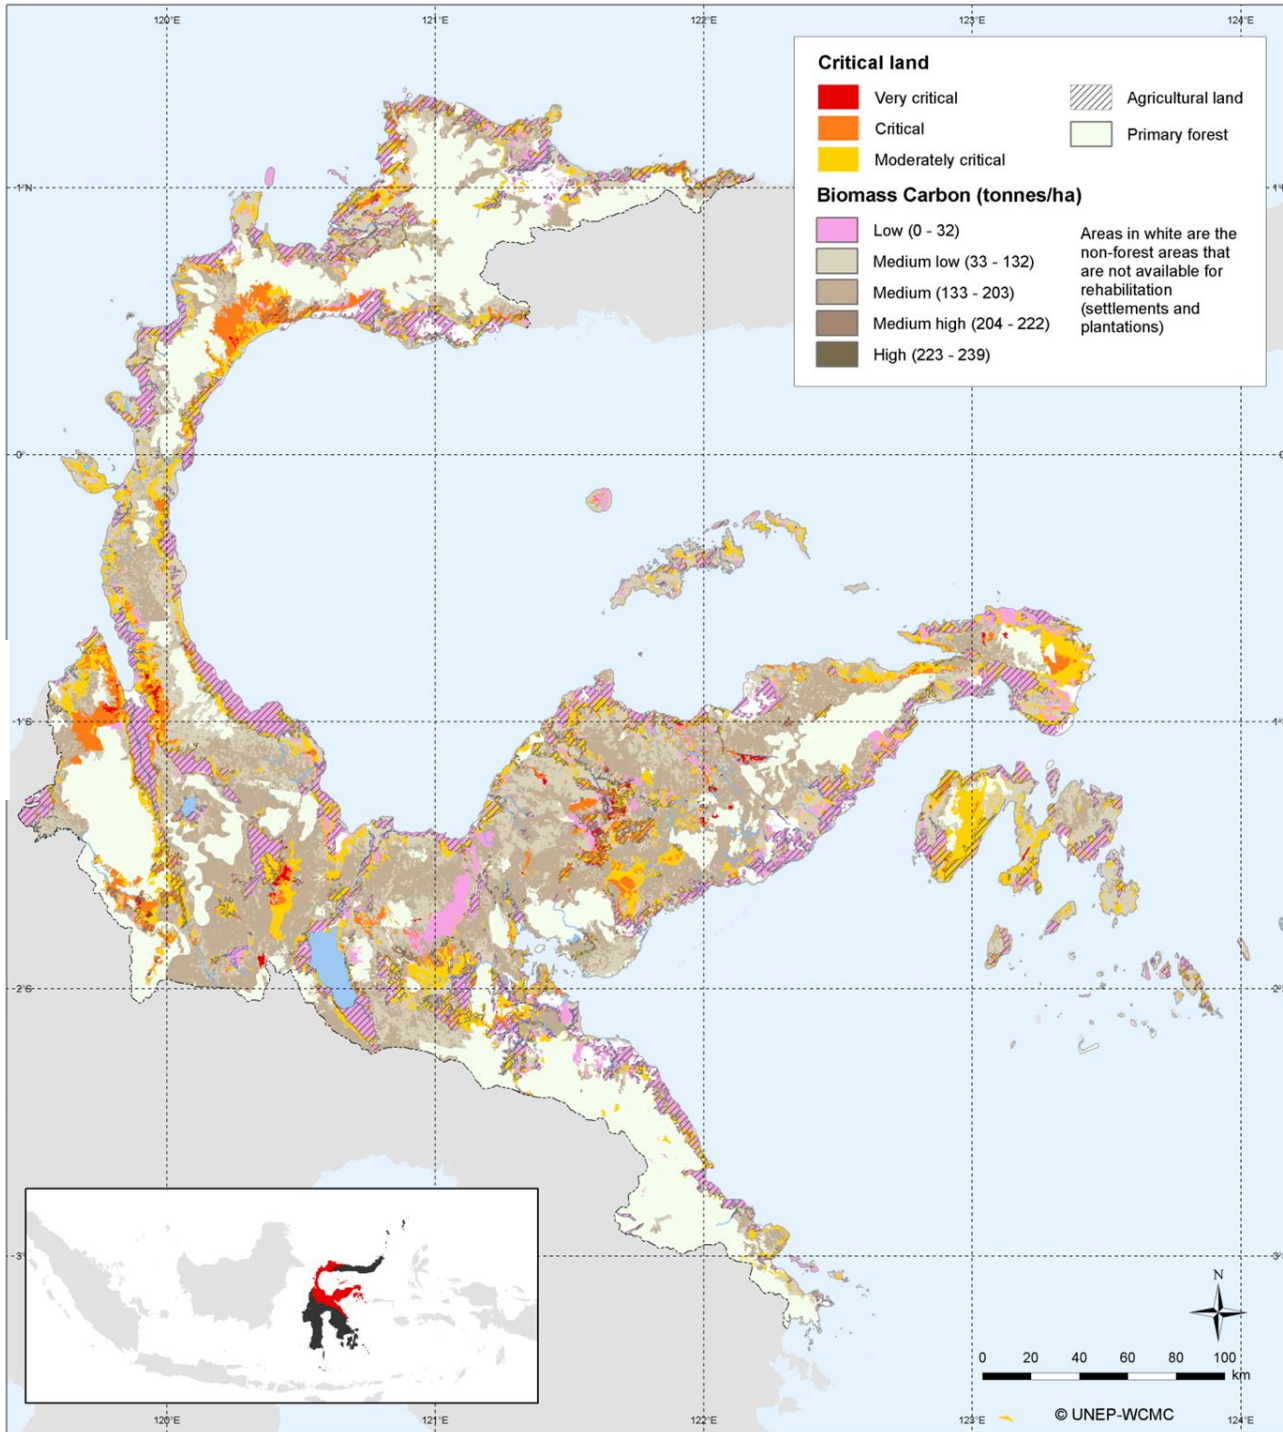 120°E
121°E
122°E
123°E
124°E
Critical land
Very critical
Critical
Moderately critical
Agricultural land
Primary forest
Biomass Carbon (tonnes/ha)
Low (0 - 32)
Medium low (33 - 132)
Medium (133 - 203)
Medium high (204 - 222)
High (223 - 239)
Areas in white are the
non-forest areas that
are not available for
rehabilitation
(settlements and
plantations)
1°N
0°
1°S
2°S
3°S
N
0 20 40 60 80 100
km
© UNEP-WCMC
120°E
121°E
122°E
123°E
124°E